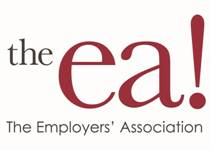 the ea!
The Employers' Association